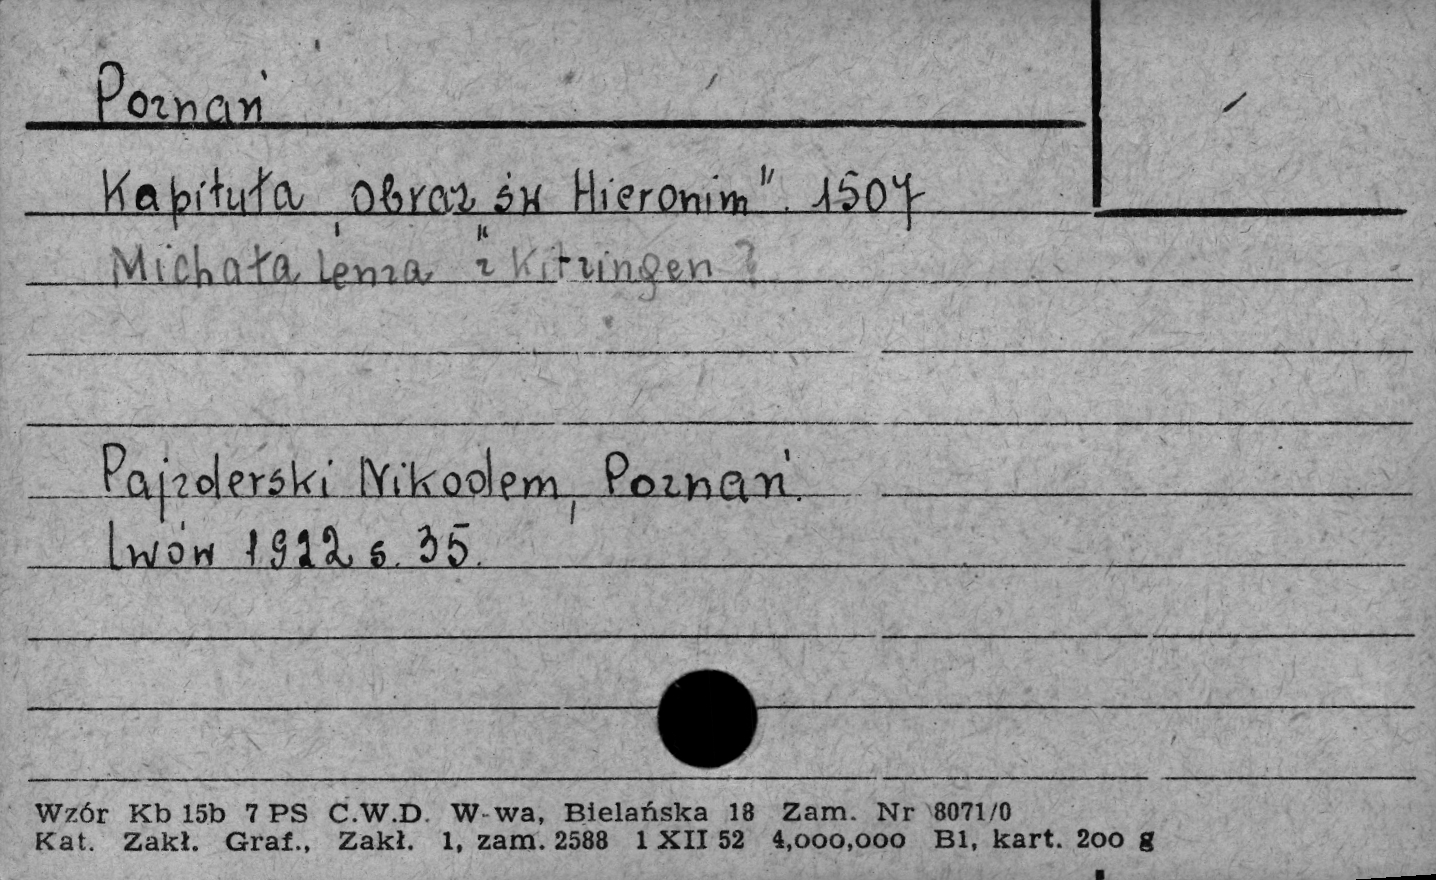 Poznań
Kapituła obraz św Hieronim". 1507
Michała Lenza "z Kitzingen ?
Pajzderski Nikodem, Poznań.
Lwów 1922 s. 35.
Wzór Kb 15b 7 PS C.W.D. W-wa, Bielańska 18 Zam. Nr 8071/0
Kat. Zakł. Graf., Zakł. 1, zam. 2588 1 XII 52 4,000,000 B1, kart. 200 g